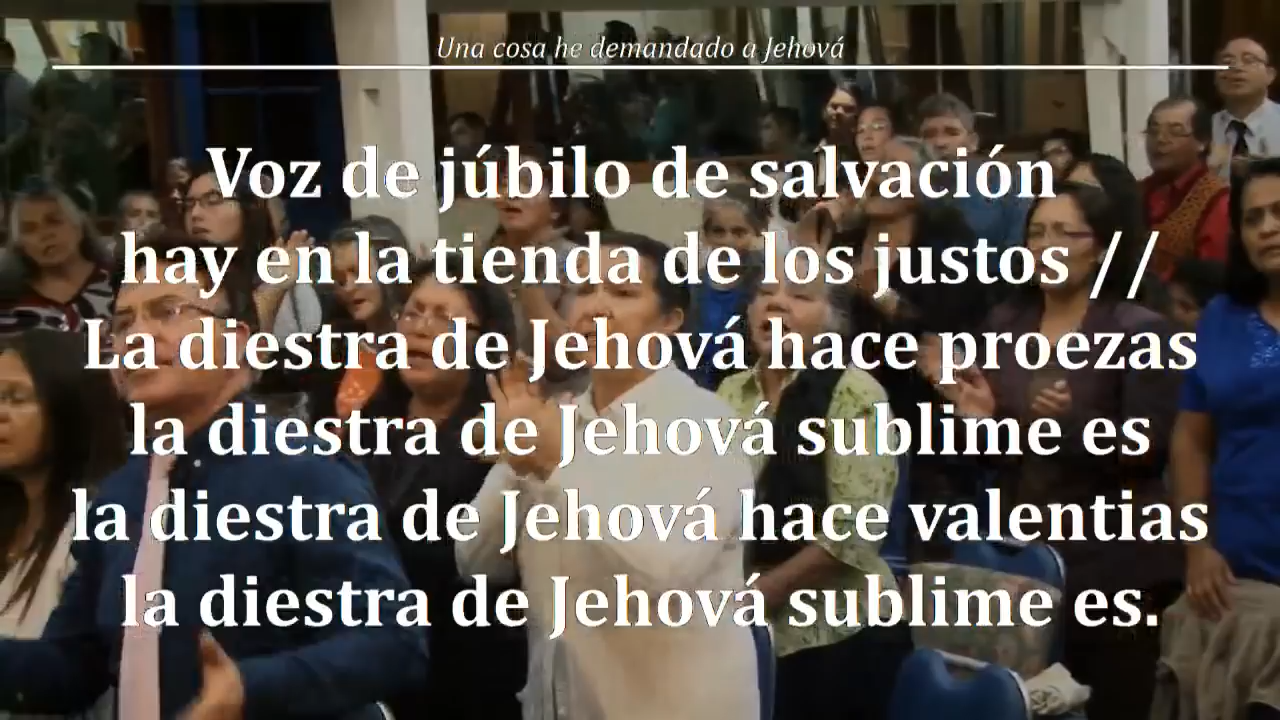 Una cosa he demandado a Jehová
Voz de júbilo de salvación
hay en la tienda de los justos //
La diestra de Jehová hace proezas
la diestra de Jehová sublime es
la diestra de Jehová hace valentias
la diestra de Jehová sublime es.